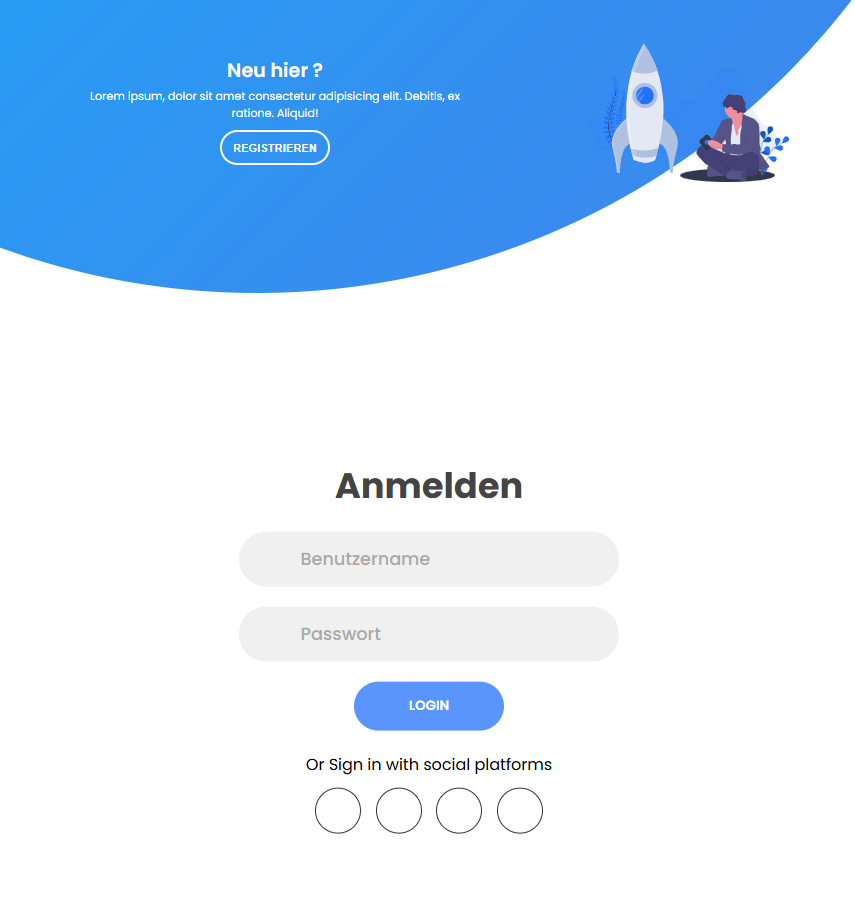 Neu hier ?
Lorem ipsum, dolor sit amet consectetur adipisicing elit. Debitis, ex
ratione. Aliquid!
REGISTRIEREN
Anmelden
Benutzername
Passwort
LOGIN
Or Sign in with social platforms